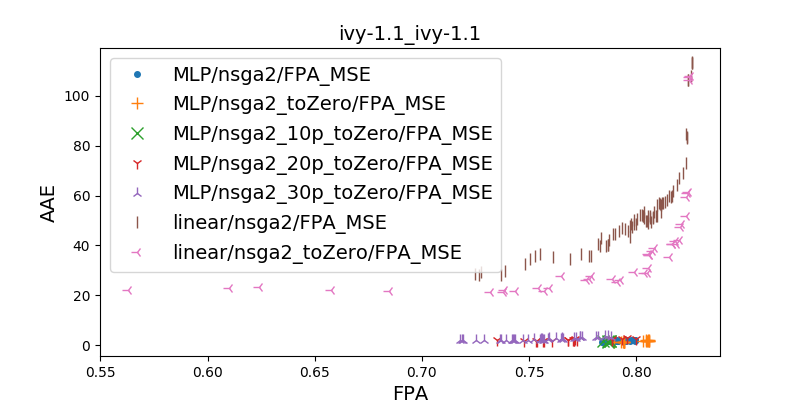 ivy-1.1_ivy-1.1
MLP/nsga2/FPA_MSE
MLP/nsga2_toZero/FPA_MSE
MLP/nsga2_10p_toZero/FPA_MSE
MLP/nsga2_20p_toZero/FPA_MSE
MLP/nsga2_30p_toZero/FPA_MSE
linear/nsga2/FPA_MSE
linear/nsga2_toZero/FPA_MSE
AAE
100
80
60
40
20
0
0.55 0.60 0.65 0.70 0.75 0.80
FPA